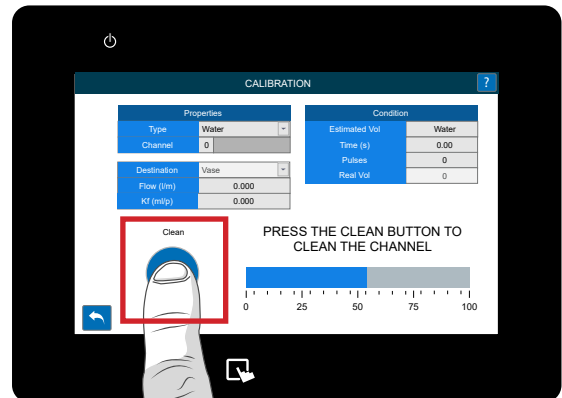 CALIBRATION
?
Properties
Type Water
Channel 0
Destination Vase
Flow (l/m) 0.000
Kf (ml/p) 0.000
Condition
Estimated Vol Water
Time (s) 0.00
Pulses 0
Real Vol 0
Clean
PRESS THE CLEAN BUTTON TO
CLEAN THE CHANNEL
0 25 50 75 100